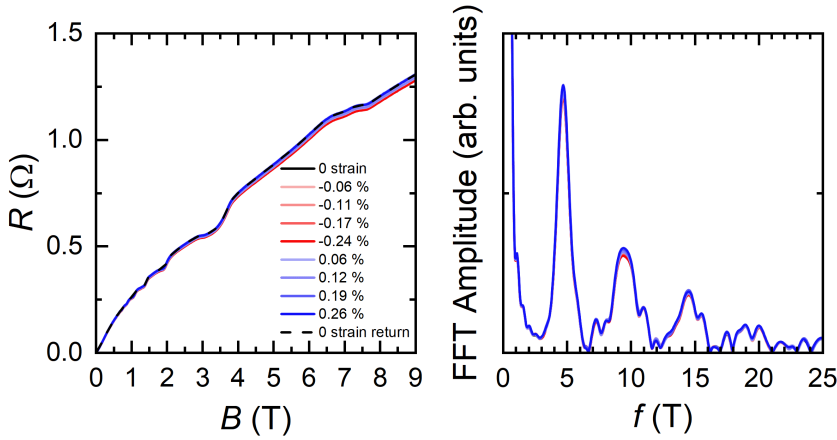 1.5
1.0
0.5
0.0
R (Ω)
0 strain
-0.06 %
-0.11 %
-0.17 %
-0.24 %
0.06 %
0.12 %
0.19 %
0.26 %
0 strain return
0 1 2 3 4 5 6 7 8 9
B (T)
FFT Amplitude (arb. units)
0 5 10 15 20 25
f (T)